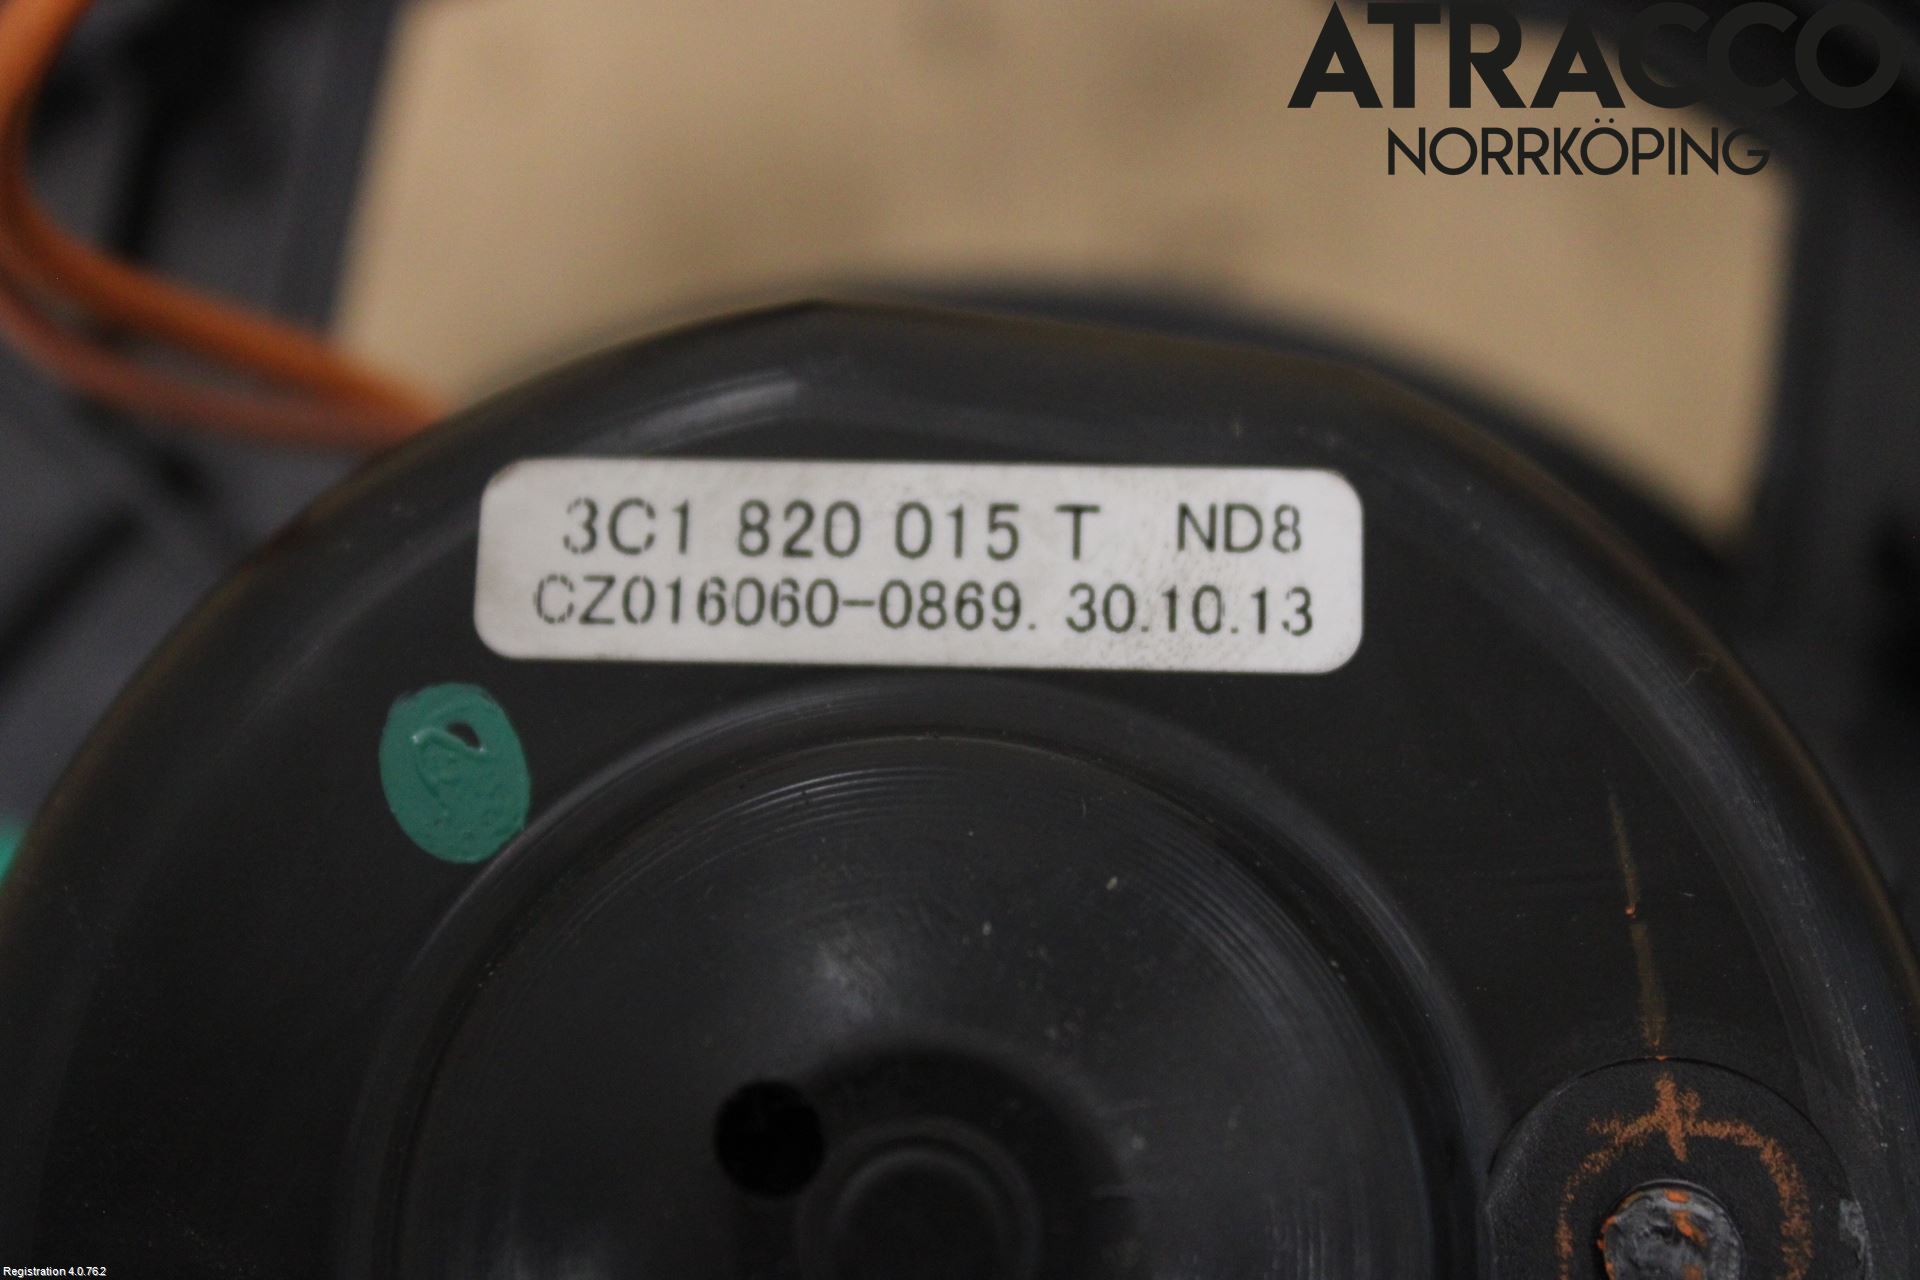 ATRACCO
NORRKÖPING
3C1 820 015 T ND8
CZ016060-0869. 30.10.13
Registration 4.0.76.2